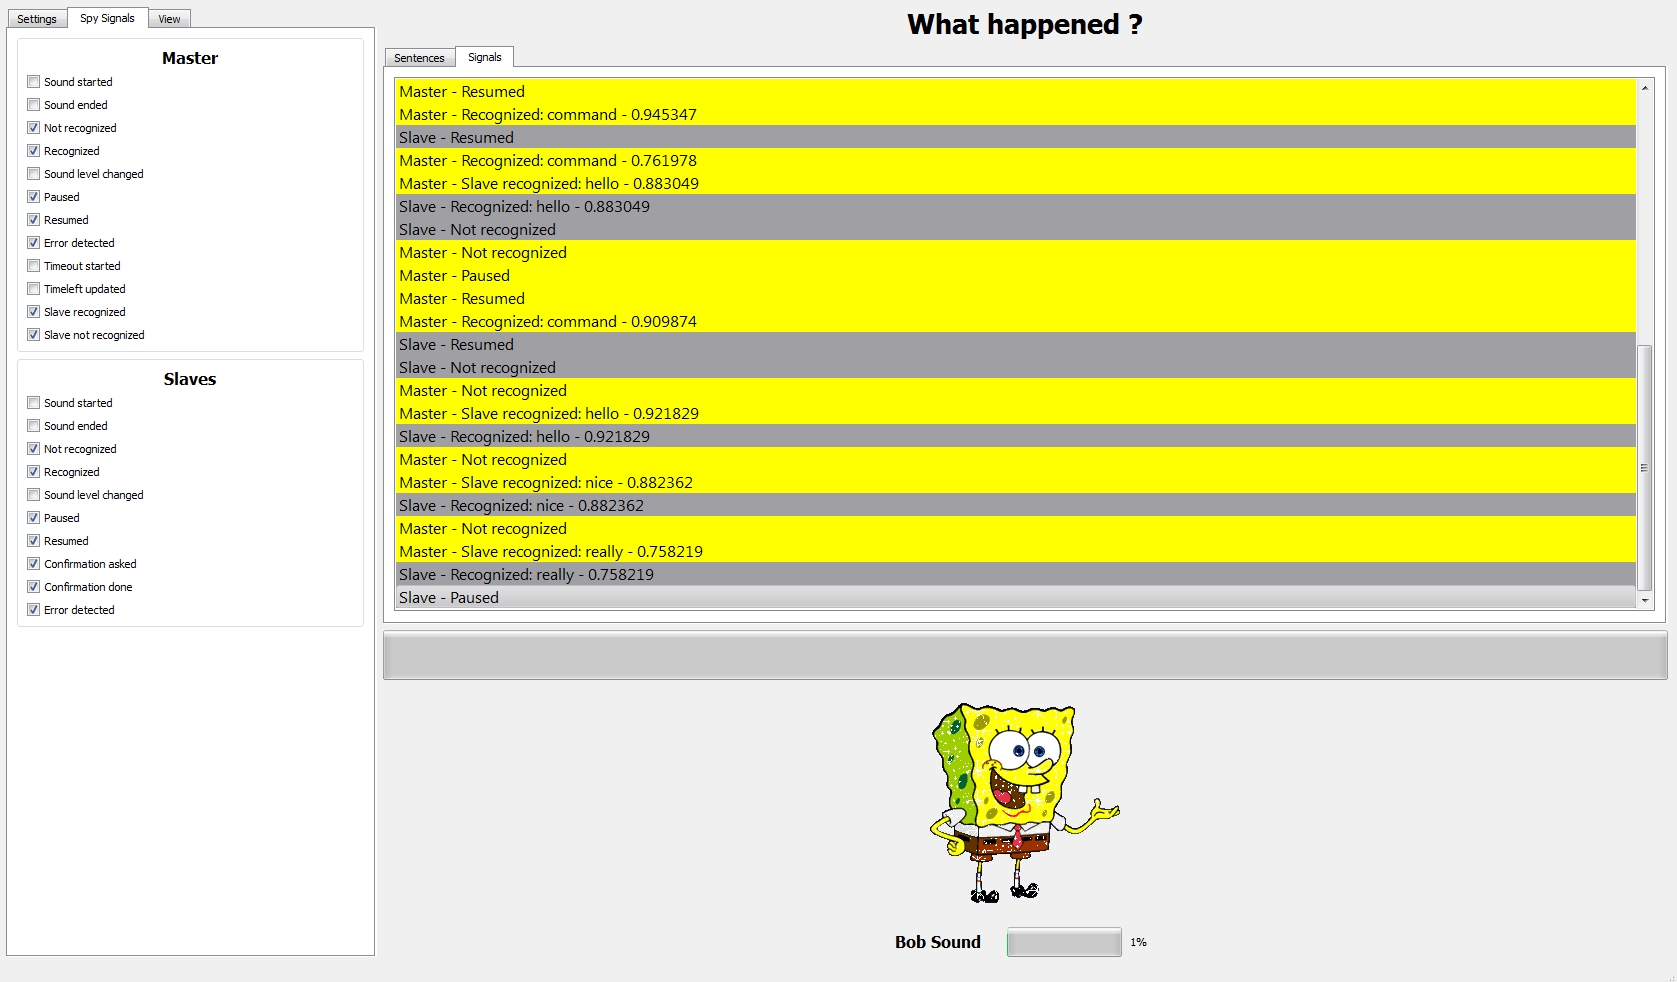 Settings
Spy Signals
View
Master
Sound started
Sound ended
Not recognized
Recognized
Sound level changed
Paused
Resumed
Error detected
Timeout started
Timeleft updated
Slave recognized
Slave not recognized
Slaves
Sound started
Sound ended
Not recognized
Recognized
Sound level changed
Paused
Resumed
Confirmation asked
Confirmation done
Error detected
What happened ?
Sentences
Signals
Master - Resumed
Master - Recognized: command - 0.945347
Slave - Resumed
Master - Recognized: command - 0.761978
Master - Slave recognized: hello - 0.883049
Slave - Recognized: hello - 0.883049
Slave - Not recognized
Master - Not recognized
Master - Paused
Master - Resumed
Master - Recognized: command - 0.909874
Slave - Resumed
Slave - Not recognized
Master - Not recognized
Master - Slave recognized: hello - 0.921829
Slave - Recognized: hello - 0.921829
Master - Not recognized
Master - Slave recognized: nice - 0.882362
Slave - Recognized: nice - 0.882362
Master - Not recognized
Master - Slave recognized: really - 0.758219
Slave - Recognized: really - 0.758219
Slave - Paused
Bob Sound
1%